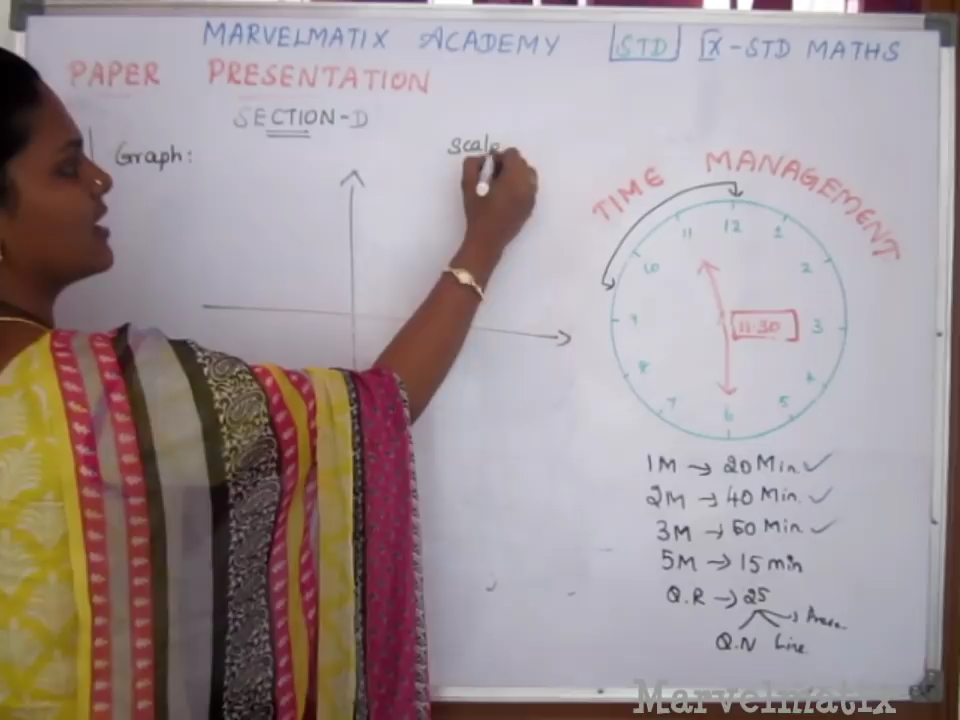 MARVELMATIX ACADEMY STD X-STD MATHS
PAPER PRESENTATION
SECTION-D
Graph:
Scale
TIME MANAGEMENT
12
1
2
3
4
5
6
7
8
9
10
11
11.30
1M → 20 Min. ✓
2M → 40 Min. ✓
3M → 60 Min ✓
5M → 15 min
Q.R → 25
Q.N Line
Marvelmatix